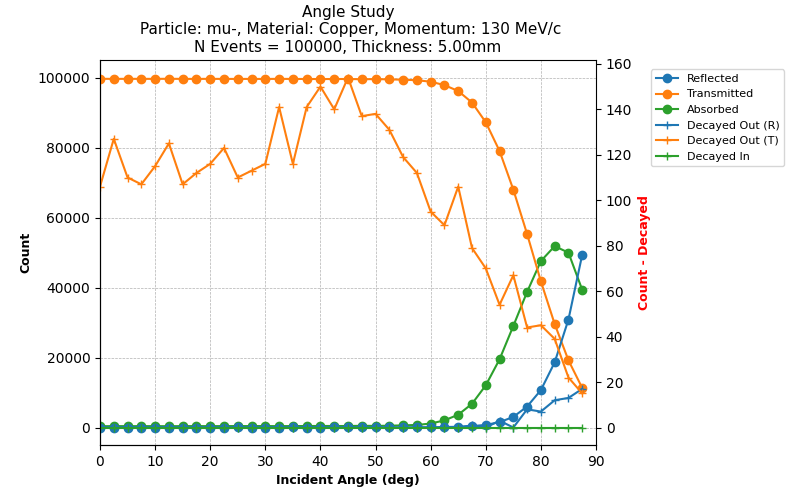 Angle Study
Particle: mu-, Material: Copper, Momentum: 130 MeV/c
N Events = 100000, Thickness: 5.00mm
100000
80000
60000
40000
20000
0
Count
0 10 20 30 40 50 60 70 80 90
Incident Angle (deg)
160
140
120
100
80
60
40
20
0
Count - Decayed
Reflected
Transmitted
Absorbed
Decayed Out (R)
Decayed Out (T)
Decayed In